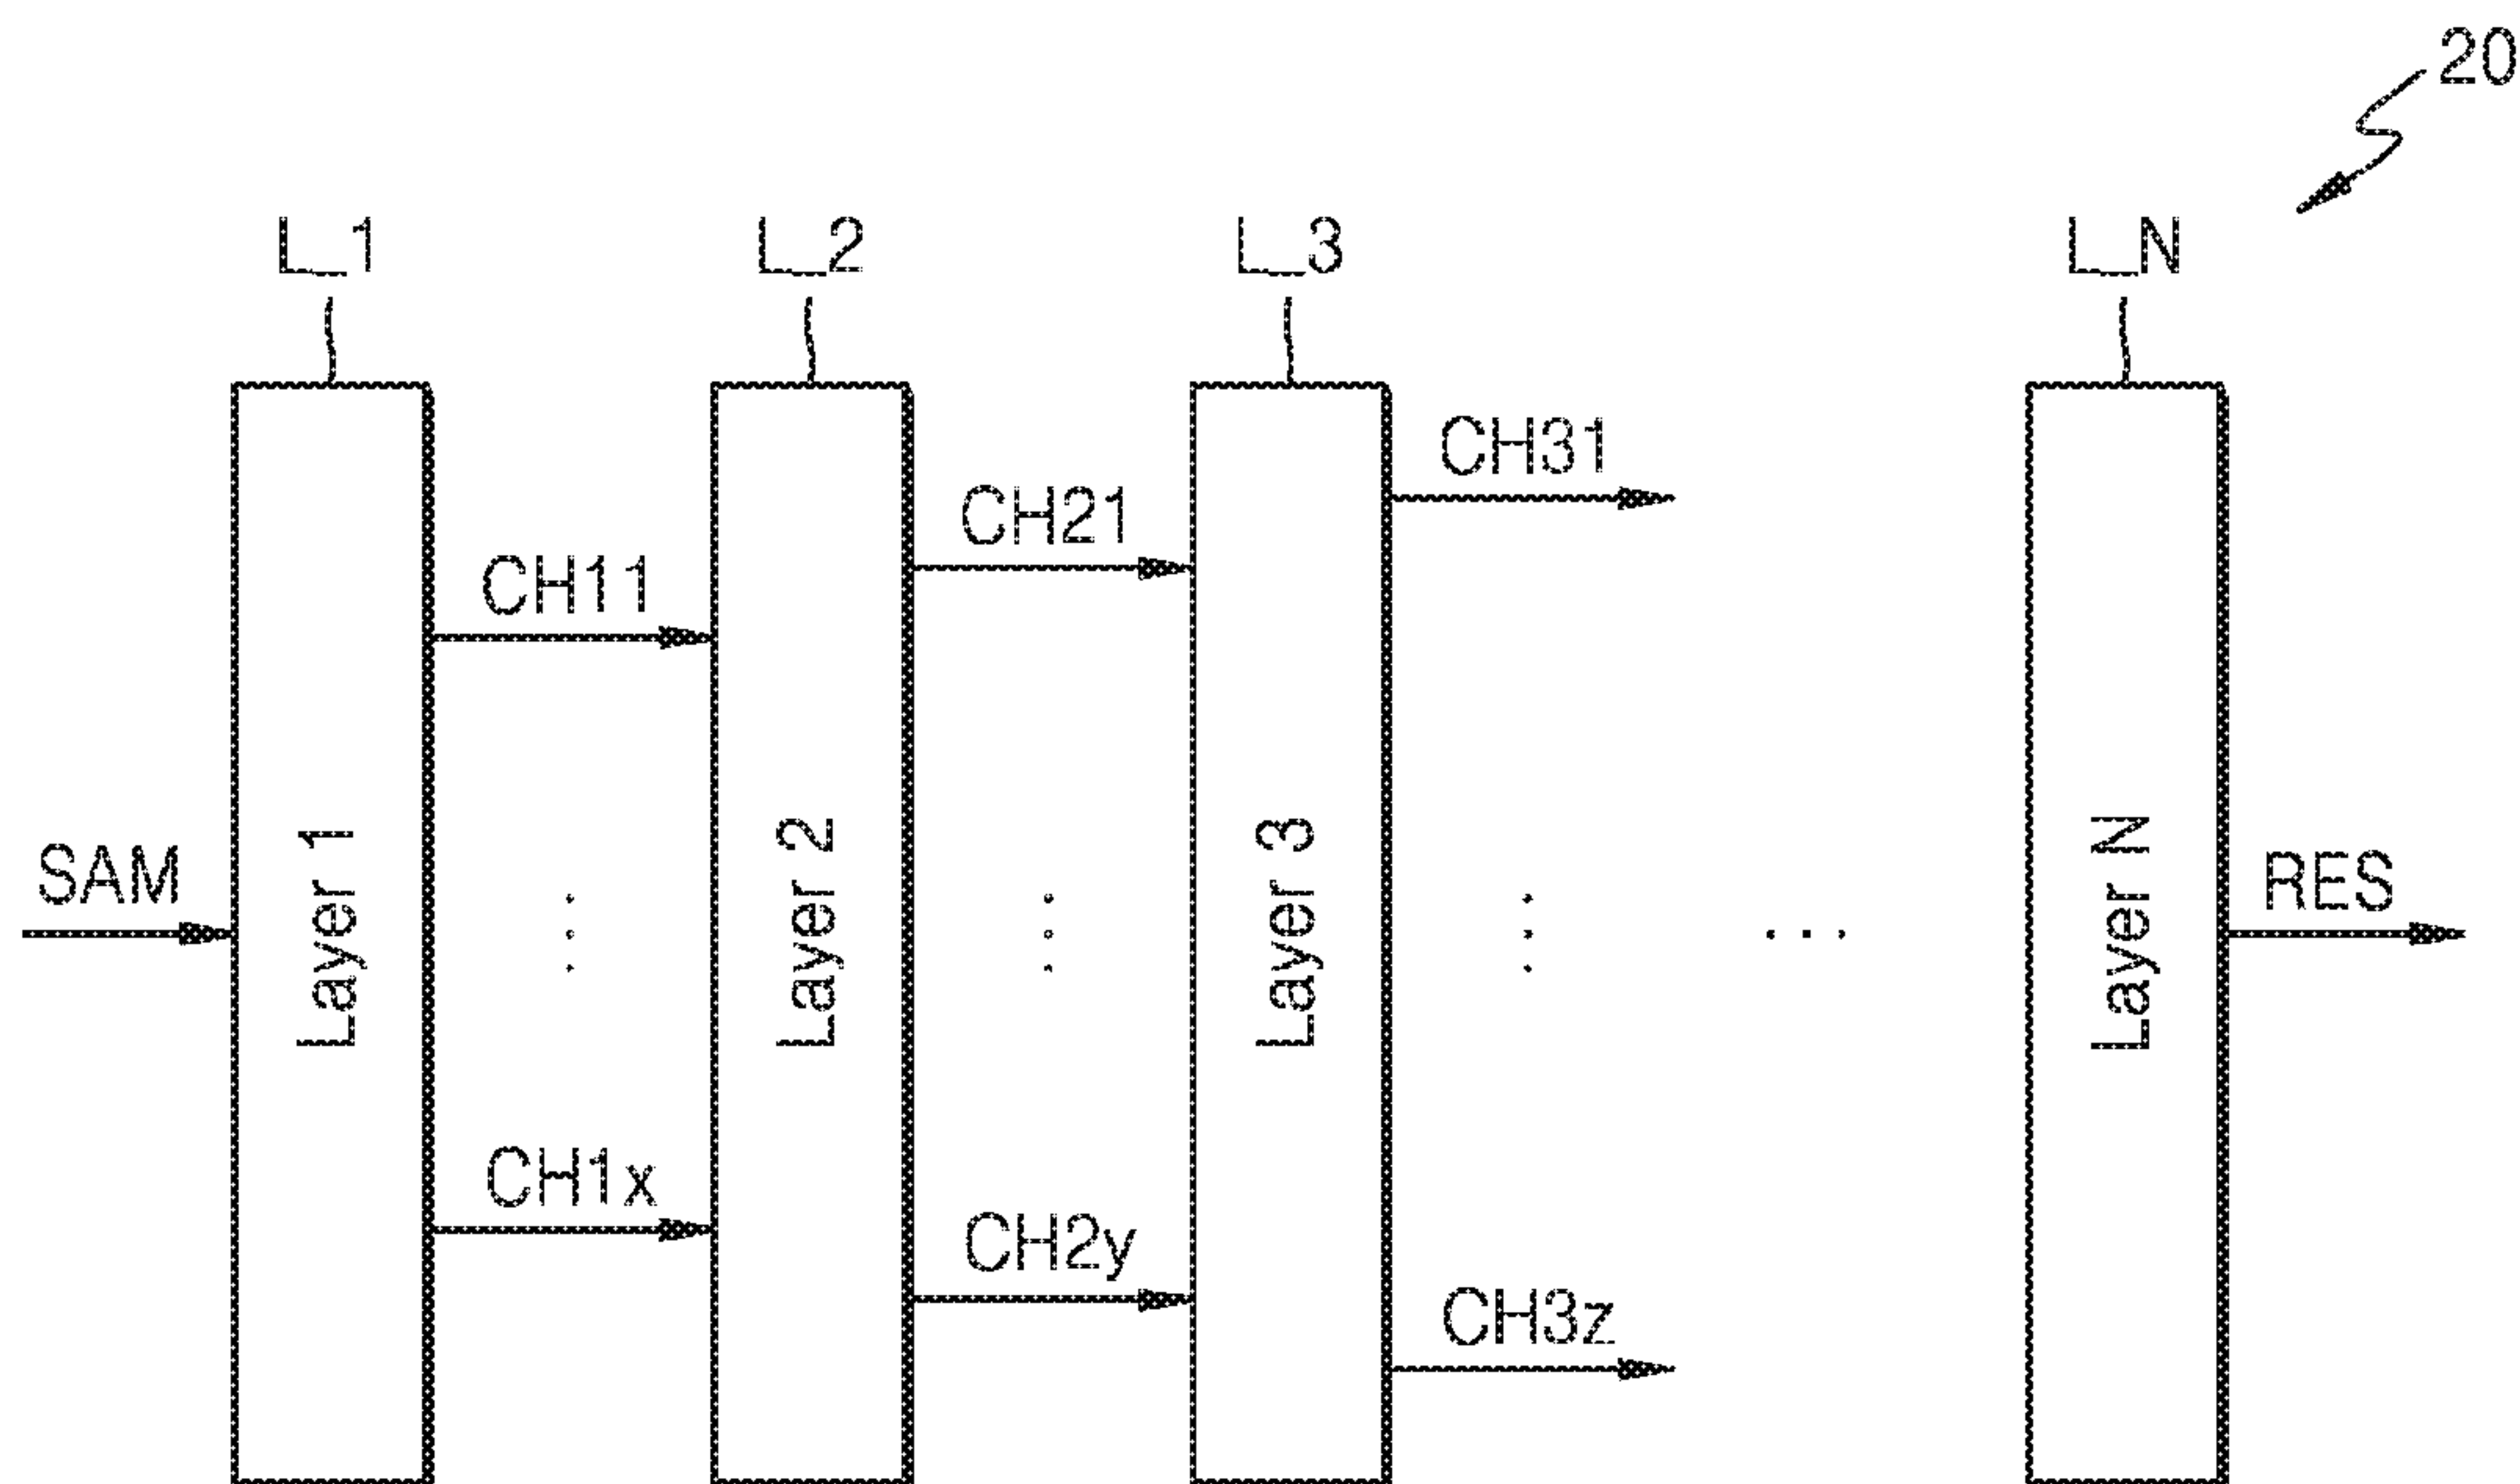 20
L_1
L_2
L_3
L_N
CH31
CH21
CH11
SAM
Layer 1
Layer 2
Layer 3
Layer N
RES
CH1x
CH2y
CH3z